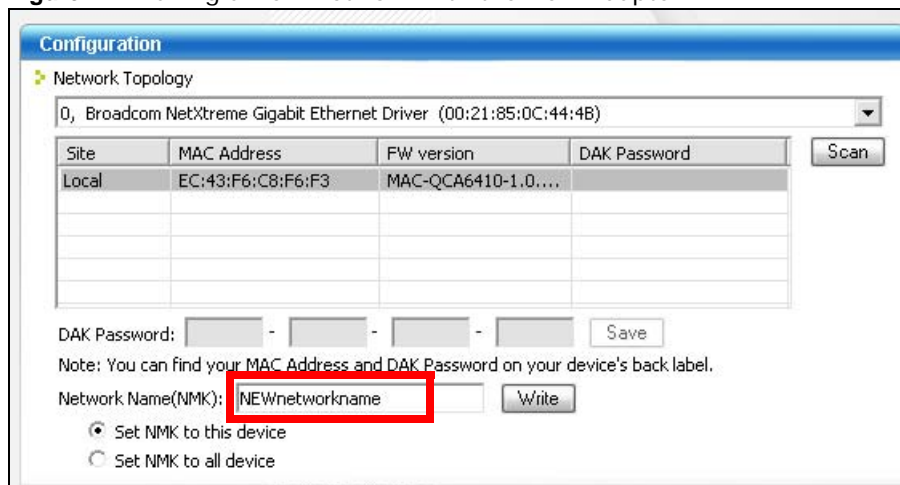 Configuration
Network Topology
0, Broadcom NetXtreme Gigabit Ethernet Driver (00:21:85:0C:44:4B)
Site MAC Address FW version DAK Password Scan
Local EC:43:F6:C8:F6:F3 MAC-QCA6410-1.0....
DAK Password: - - - Save
Note: You can find your MAC Address and DAK Password on your device's back label.
Network Name(NMK): NEWnetworkname Write
Set NMK to this device
Set NMK to all device